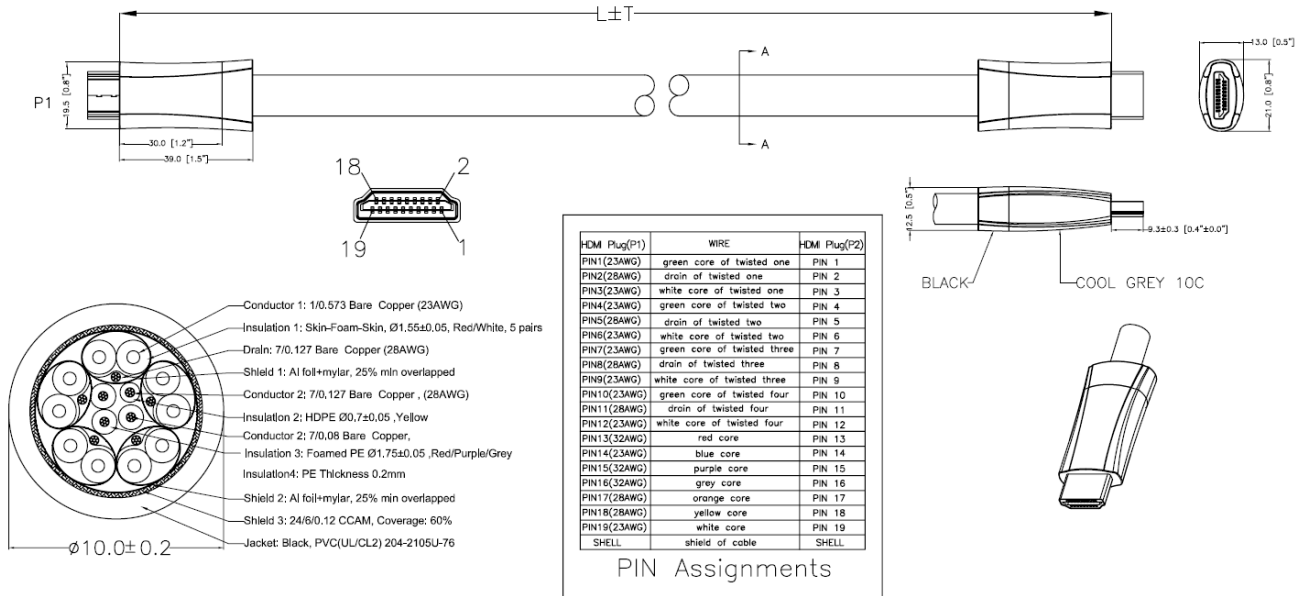 L±T
P1
19.5 [0.8"]
30.0 [1.2"]
39.0 [1.5"]
A
A
13.0 [0.5"]
21.0 [0.8"]
18 2
19 1
12.5 [0.5"]
9.3±0.3 [0.4"±0.0"]
BLACK
COOL GREY 10C
Conductor 1: 1/0.573 Bare Copper (23AWG)
Insulation 1: Skin-Foam-Skin, Ø1,55±0.05, Red/White, 5 pairs
Drain: 7/0.127 Bare Copper (28AWG)
Shield 1: Al foil+mylar, 25% min overlapped
Conductor 2; 7/0,127 Bare Copper , (28AWG)
Insulation 2; HDPE Ø0,7±0,05 ,Yellow
Conductor 2; 7/0,08 Bare Copper,
Insulation 3: Foamed PE Ø1,75±0.05 ,Red/Purple/Grey
Insulation4: PE Thickness 0.2mm
Shield 2: Al foil+mylar, 25% min overlapped
Shield 3: 24/6/0.12 CCAM, Coverage: 60%
Jacket: Black, PVC(UL/CL2) 204-2105U-76
ø10.0±0.2
HDMI Plug(P1) WIRE HDMI Plug(P2)
PIN1(23AWG) green core of twisted one PIN 1
PIN2(28AWG) drain of twisted one PIN 2
PIN3(23AWG) white core of twisted one PIN 3
PIN4(23AWG) green core of twisted two PIN 4
PIN5(28AWG) drain of twisted two PIN 5
PIN6(23AWG) white core of twisted two PIN 6
PIN7(23AWG) green core of twisted three PIN 7
PIN8(28AWG) drain of twisted three PIN 8
PIN9(23AWG) white core of twisted three PIN 9
PIN10(23AWG) green core of twisted four PIN 10
PIN11(28AWG) drain of twisted four PIN 11
PIN12(23AWG) white core of twisted four PIN 12
PIN13(32AWG) red core PIN 13
PIN14(23AWG) blue core PIN 14
PIN15(32AWG) purple core PIN 15
PIN16(32AWG) grey core PIN 16
PIN17(28AWG) orange core PIN 17
PIN18(28AWG) yellow core PIN 18
PIN19(23AWG) white core PIN 19
SHELL shield of cable SHELL
PIN Assignments